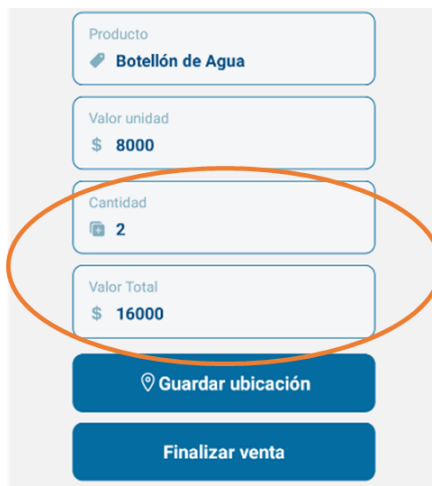 Producto
Botellón de Agua
Valor unidad
$ 8000
Cantidad
2
Valor Total
$ 16000
Guardar ubicación
Finalizar venta